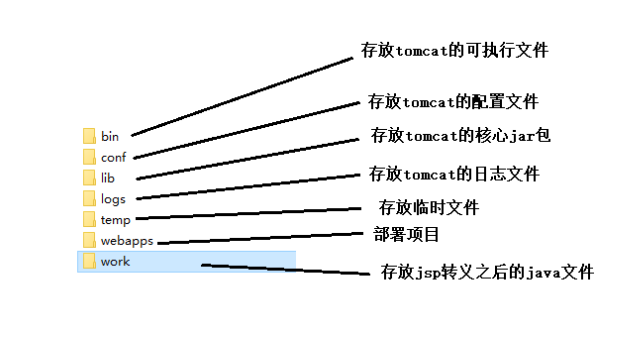 bin 存放tomcat的可执行文件
conf 存放tomcat的配置文件
lib 存放tomcat的核心jar包
logs 存放tomcat的日志文件
temp 存放临时文件
webapps 部署项目
work 存放jsp转义之后的java文件